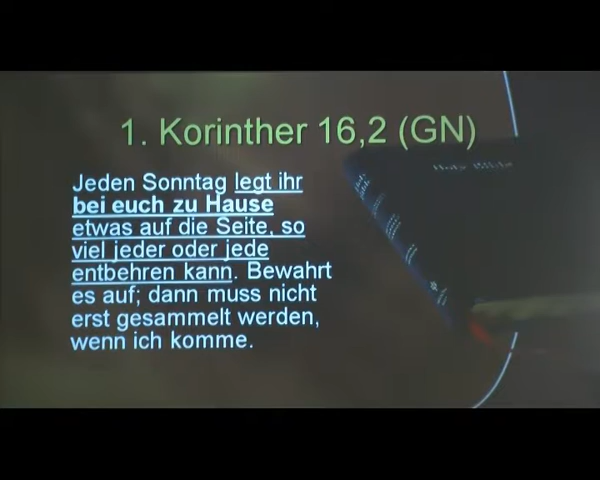 1. Korinther 16,2 (GN)
Jeden Sonntag legt ihr
bei euch zu Hause
etwas auf die Seite, so
viel jeder oder jede
entbehren kann. Bewahrt
es auf; dann muss nicht
erst gesammelt werden,
wenn ich komme.